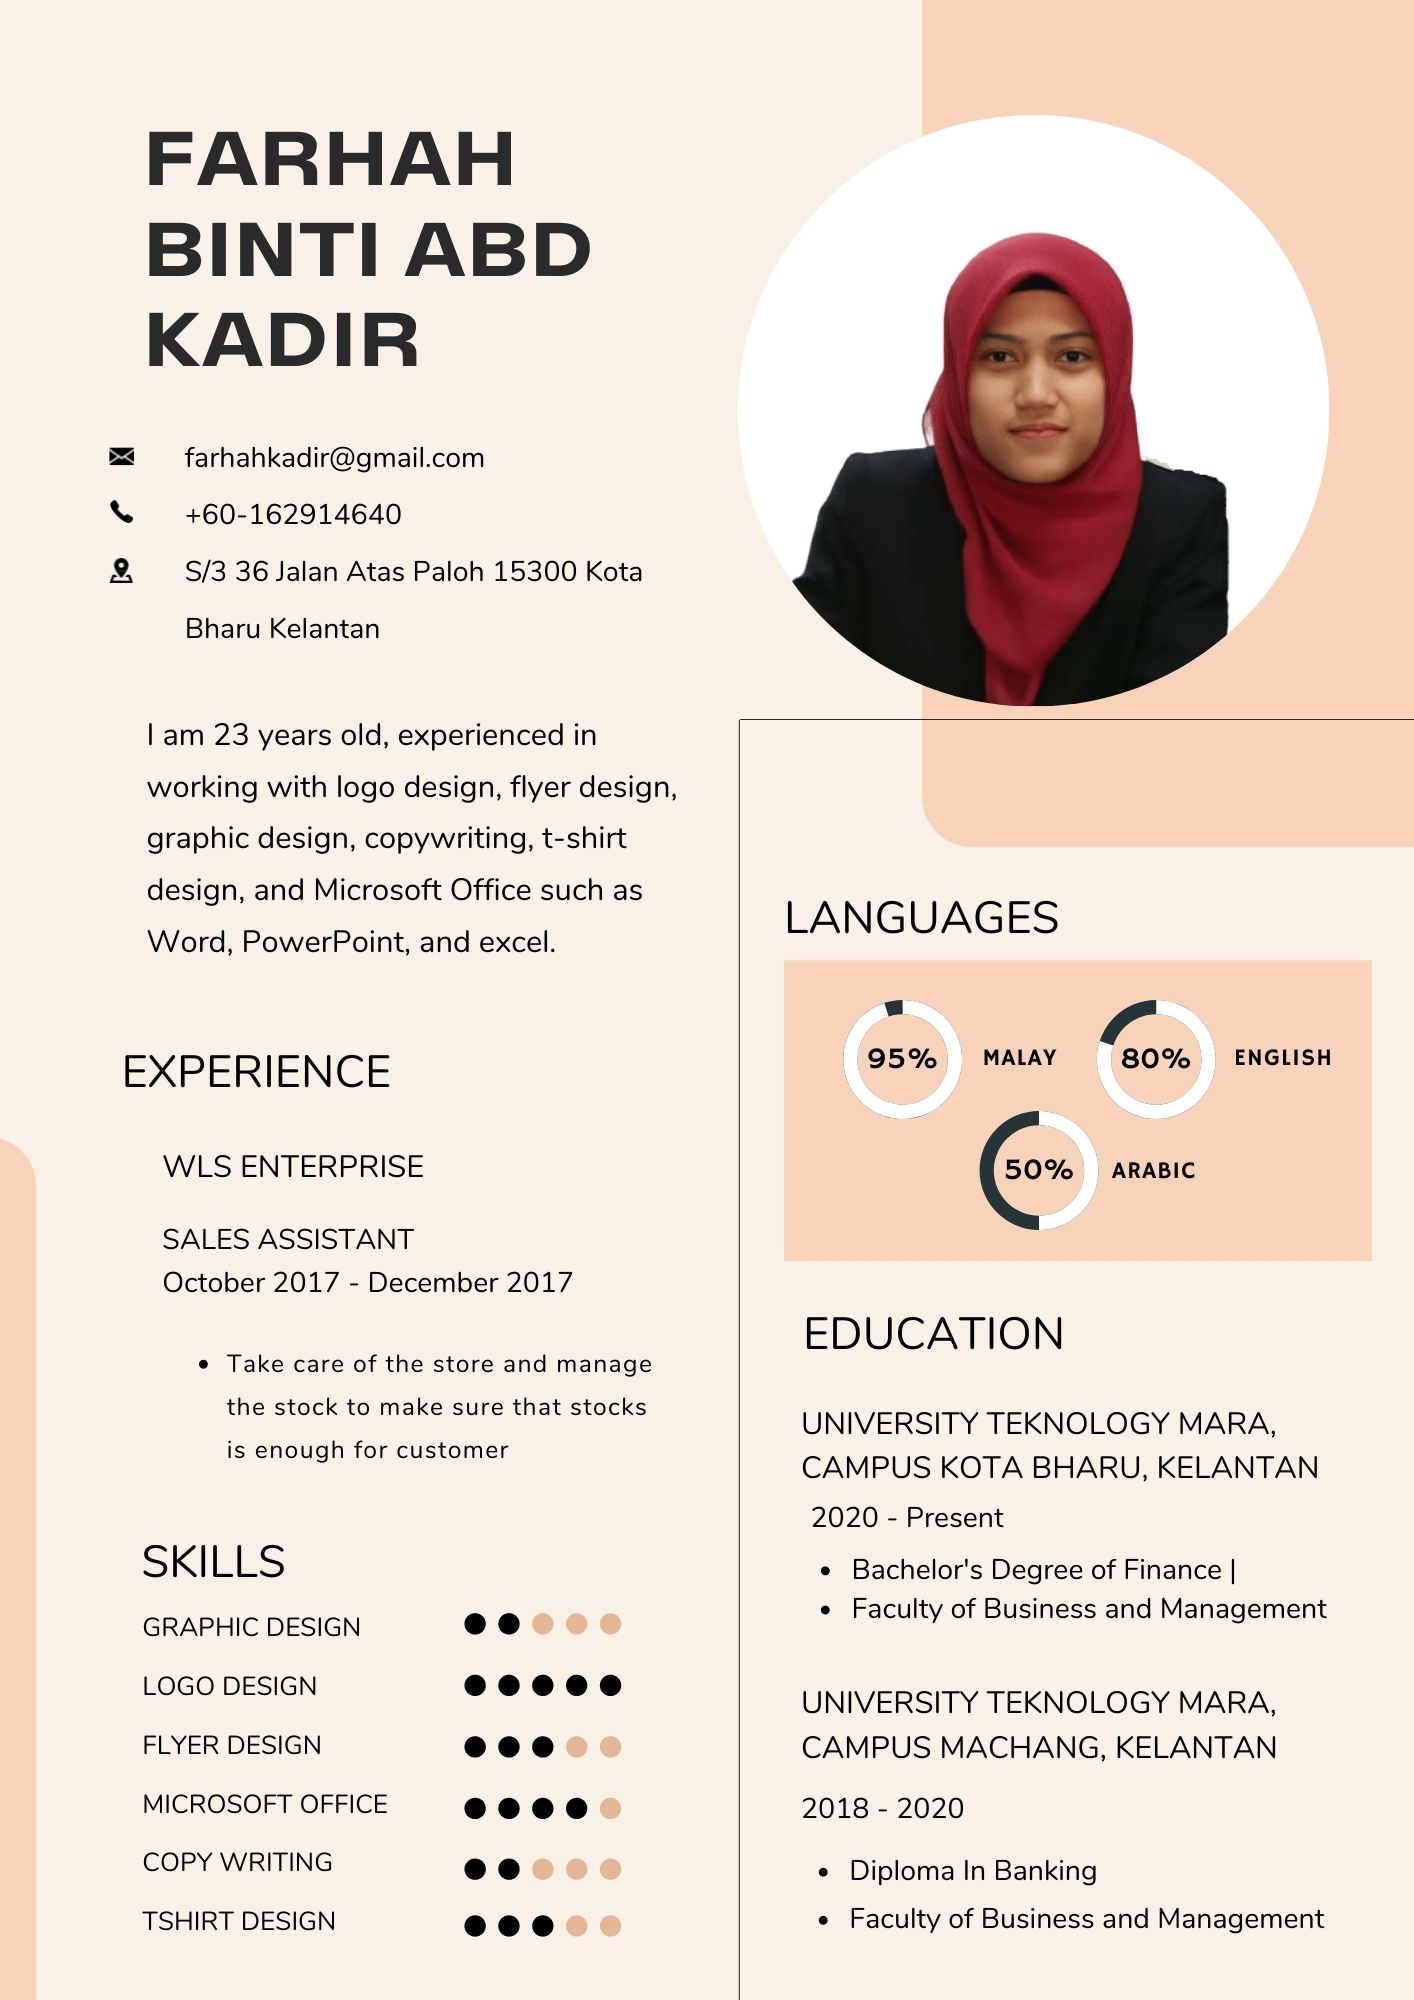 FARHAH
BINTI ABD
KADIR
farhahkadir@gmail.com
+60-162914640
S/3 36 Jalan Atas Paloh 15300 Kota
Bharu Kelantan
I am 23 years old, experienced in
working with logo design, flyer design,
graphic design, copywriting, t-shirt
design, and Microsoft Office such as
Word, PowerPoint, and excel.
EXPERIENCE
WLS ENTERPRISE
SALES ASSISTANT
October 2017 - December 2017
• Take care of the store and manage
the stock to make sure that stocks
is enough for customer
SKILLS
GRAPHIC DESIGN
LOGO DESIGN
FLYER DESIGN
MICROSOFT OFFICE
COPY WRITING
TSHIRT DESIGN
LANGUAGES
95% MALAY
80% ENGLISH
50% ARABIC
EDUCATION
UNIVERSITY TEKNOLOGY MARA,
CAMPUS KOTA BHARU, KELANTAN
2020 - Present
• Bachelor's Degree of Finance |
• Faculty of Business and Management
UNIVERSITY TEKNOLOGY MARA,
CAMPUS MACHANG, KELANTAN
2018 - 2020
• Diploma In Banking
• Faculty of Business and Management